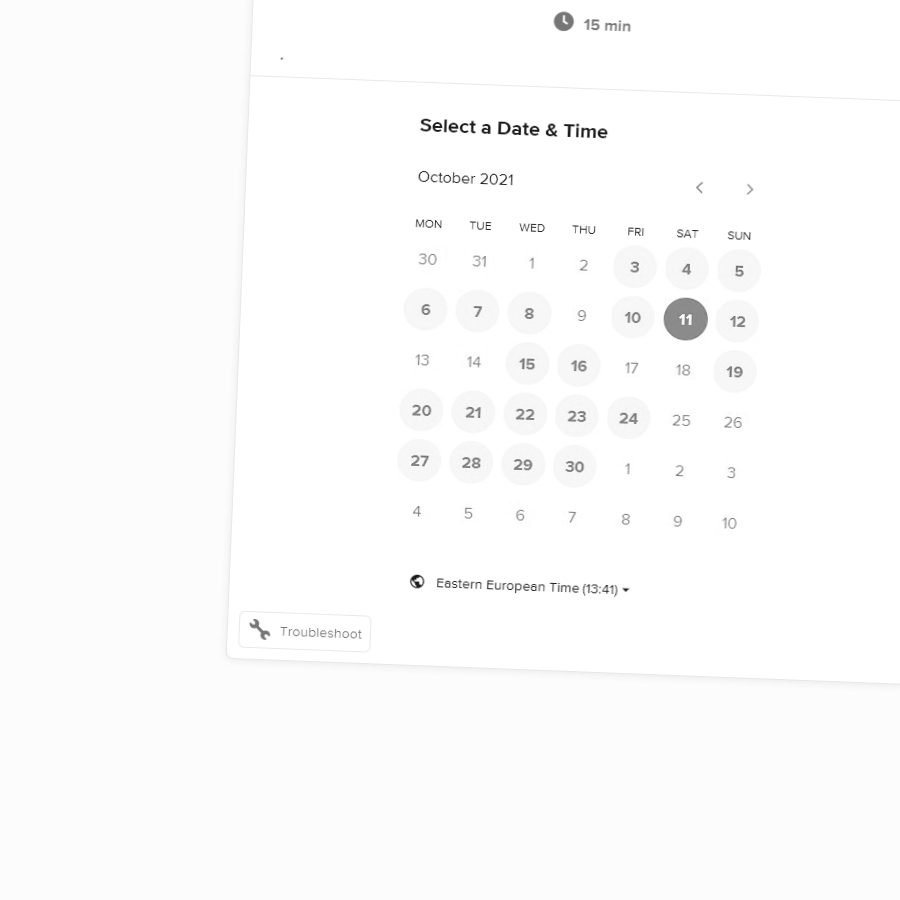 15 min
.
Select a Date & Time
October 2021
MON TUE WED THU FRI SAT SUN
30 31 1 2 3 4 5
6 7 8 9 10 11 12
13 14 15 16 17 18 19
20 21 22 23 24 25 26
27 28 29 30 1 2 3
4 5 6 7 8 9 10
Eastern European Time (13:41)
Troubleshoot